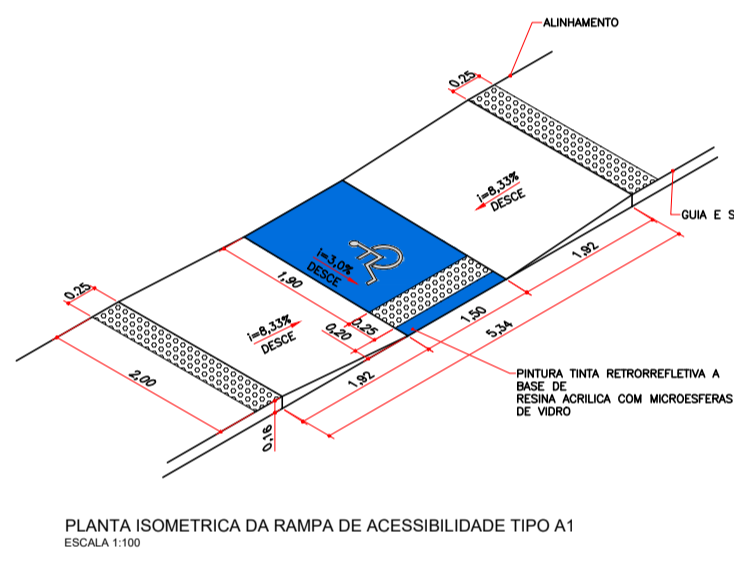 ALINHAMENTO
0.25
i=8,33%
DESCE
GUIA E S
i=3,0%
DESCE
1,90
0.25
1,92
i=8,33%
DESCE
0.20
0.25
1.50
5.34
2,00
1,92
0,16
PINTURA TINTA RETRORREFLETIVA A
BASE DE
RESINA ACRILICA COM MICROESFERAS
DE VIDRO
PLANTA ISOMETRICA DA RAMPA DE ACESSIBILIDADE TIPO A1
ESCALA 1:100